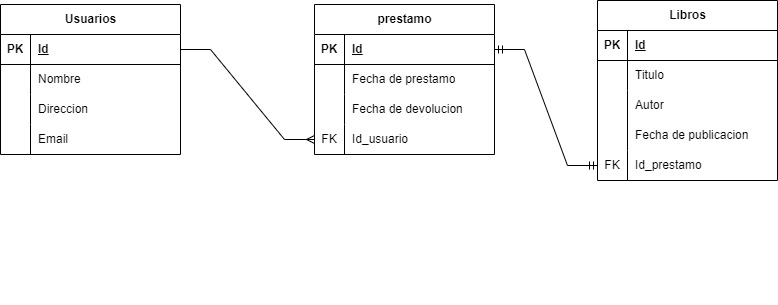 Usuarios
PK Id
Nombre
Direccion
Email
prestamo
PK Id
Fecha de prestamo
Fecha de devolucion
FK Id_usuario
Libros
PK Id
Titulo
Autor
Fecha de publicacion
FK Id_prestamo